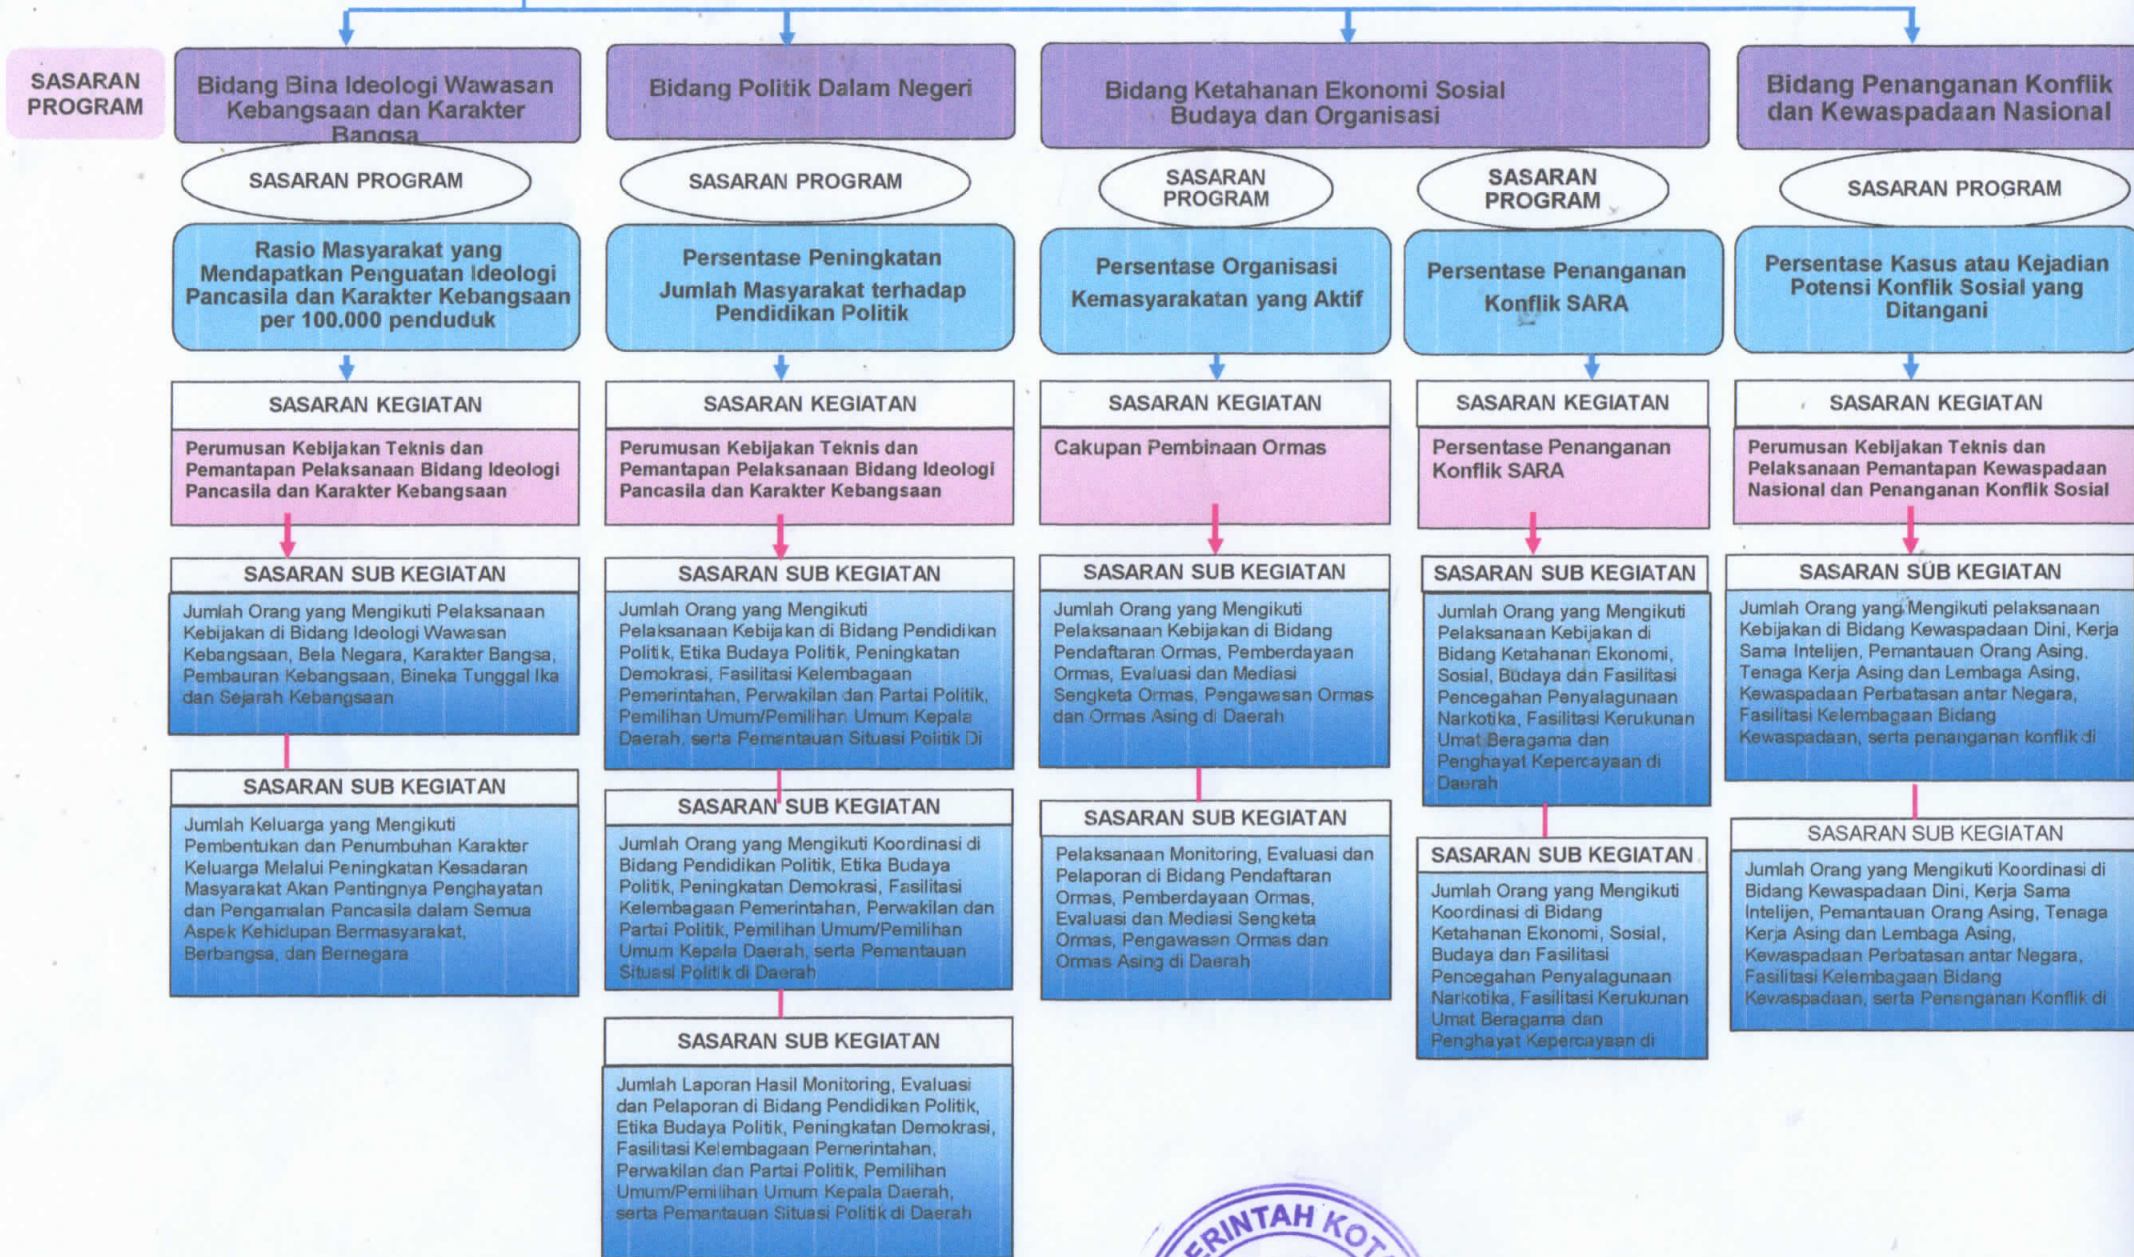 SASARAN
PROGRAM
Bidang Bina Ideologi Wawasan
Kebangsaan dan Karakter
Bangsa
SASARAN PROGRAM
Rasio Masyarakat yang
Mendapatkan Penguatan Ideologi
Pancasila dan Karakter Kebangsaan
per 100.000 penduduk
SASARAN KEGIATAN
Perumusan Kebijakan Teknis dan
Pemantapan Pelaksanaan Bidang Ideologi
Pancasila dan Karakter Kebangsaan
SASARAN SUB KEGIATAN
Jumlah Orang yang Mengikuti Pelaksanaan
Kebijakan di Bidang Ideologi Wawasan
Kebangsaan, Bela Negara, Karakter Bangsa,
Pembauran Kebangsaan, Bineka Tunggal Ika
dan Sejarah Kebangsaan
SASARAN SUB KEGIATAN
Jumlah Keluarga yang Mengikuti
Pembentukan dan Penumbuhan Karakter
Keluarga Melalui Peningkatan Kesadaran
Masyarakat Akan Pentingnya Penghayatan
dan Pengamalan Pancasila dalam Semua
Aspek Kehidupan Bermasyarakat,
Berbangsa, dan Bernegara
Bidang Politik Dalam Negeri
SASARAN PROGRAM
Persentase Peningkatan
Jumlah Masyarakat terhadap
Pendidikan Politik
SASARAN KEGIATAN
Perumusan Kebijakan Teknis dan
Pemantapan Pelaksanaan Bidang Ideologi
Pancasila dan Karakter Kebangsaan
SASARAN SUB KEGIATAN
Jumlah Orang yang Mengikuti
Pelaksanaan Kebijakan di Bidang Pendidikan
Politik, Etika Budaya Politik, Peningkatan
Demokrasi, Fasilitasi Kelembagaan
Pemerintahan, Perwakilan dan Partai Politik,
Pemilihan Umum/Pemilihan Umum Kepala
Daerah, serta Pemantauan Situasi Politik Di
SASARAN SUB KEGIATAN
Jumlah Orang yang Mengikuti Koordinasi di
Bidang Pendidikan Politik, Etika Budaya
Politik, Peningkatan Demokrasi, Fasilitasi
Kelembagaan Pemerintahan, Perwakilan dan
Partai Politik, Pemilihan Umum/Pemilihan
Umum Kepala Daerah, serta Pemantauan
Situasi Politik di Daerah
SASARAN SUB KEGIATAN
Jumlah Laporan Hasil Monitoring, Evaluasi
dan Pelaporan di Bidang Pendidikan Politik,
Etika Budaya Politik, Peningkatan Demokrasi,
Fasilitasi Kelembagaan Pemerintahan,
Perwakilan dan Partai Politik, Pemilihan
Umum/Pemilihan Umum Kepala Daerah,
serta Pemantauan Situasi Politik di Daerah
Bidang Ketahanan Ekonomi Sosial
Budaya dan Organisasi
SASARAN
PROGRAM
Persentase Organisasi
Kemasyarakatan yang Aktif
SASARAN KEGIATAN
Cakupan Pembinaan Ormas
SASARAN SUB KEGIATAN
Jumlah Orang yang Mengikuti
Pelaksanaan Kebijakan di Bidang
Pendaftaran Ormas, Pemberdayaan
Ormas, Evaluasi dan Mediasi
Sengketa Ormas, Pengawasan Ormas
dan Ormas Asing di Daerah
SASARAN SUB KEGIATAN
Pelaksanaan Monitoring, Evaluasi dan
Pelaporan di Bidang Pendaftaran
Ormas, Pemberdayaan Ormas,
Evaluasi dan Mediasi Sengketa
Ormas, Pengawasan Ormas dan
Ormas Asing di Daerah
SASARAN
PROGRAM
Persentase Penanganan
Konflik SARA
SASARAN KEGIATAN
Persentase Penanganan
Konflik SARA
SASARAN SUB KEGIATAN
Jumlah Orang yang Mengikuti
Pelaksanaan Kebijakan di
Bidang Ketahanan Ekonomi,
Sosial, Budaya dan Fasilitasi
Pencegahan Penyalagunaan
Narkotika, Fasilitasi Kerukunan
Umat Beragama dan
Penghayat Kepercayaan di
Daerah
SASARAN SUB KEGIATAN
Jumlah Orang yang Mengikuti
Koordinasi di Bidang
Ketahanan Ekonomi, Sosial,
Budaya dan Fasilitasi
Pencegahan Penyalagunaan
Narkotika, Fasilitasi Kerukunan
Umat Beragama dan
Penghayat Kepercayaan di
Bidang Penanganan Konflik
dan Kewaspadaan Nasional
SASARAN PROGRAM
Persentase Kasus atau Kejadian
Potensi Konflik Sosial yang
Ditangani
SASARAN KEGIATAN
Perumusan Kebijakan Teknis dan
Pelaksanaan Pemantapan Kewaspadaan
Nasional dan Penanganan Konflik Sosial
SASARAN SUB KEGIATAN
Jumlah Orang yang Mengikuti pelaksanaan
Kebijakan di Bidang Kewaspadaan Dini, Kerja
Sama Intelijen, Pemantauan Orang Asing,
Tenaga Kerja Asing dan Lembaga Asing,
Kewaspadaan Perbatasan antar Negara,
Fasilitasi Kelembagaan Bidang
Kewaspadaan, serta penanganan konflik di
SASARAN SUB KEGIATAN
Jumlah Orang yang Mengikuti Koordinasi di
Bidang Kewaspadaan Dini, Kerja Sama
Intelijen, Pemantauan Orang Asing, Tenaga
Kerja Asing dan Lembaga Asing,
Kewaspadaan Perbatasan antar Negara,
Fasilitasi Kelembagaan Bidang
Kewaspadaan, serta Penanganan Konflik di